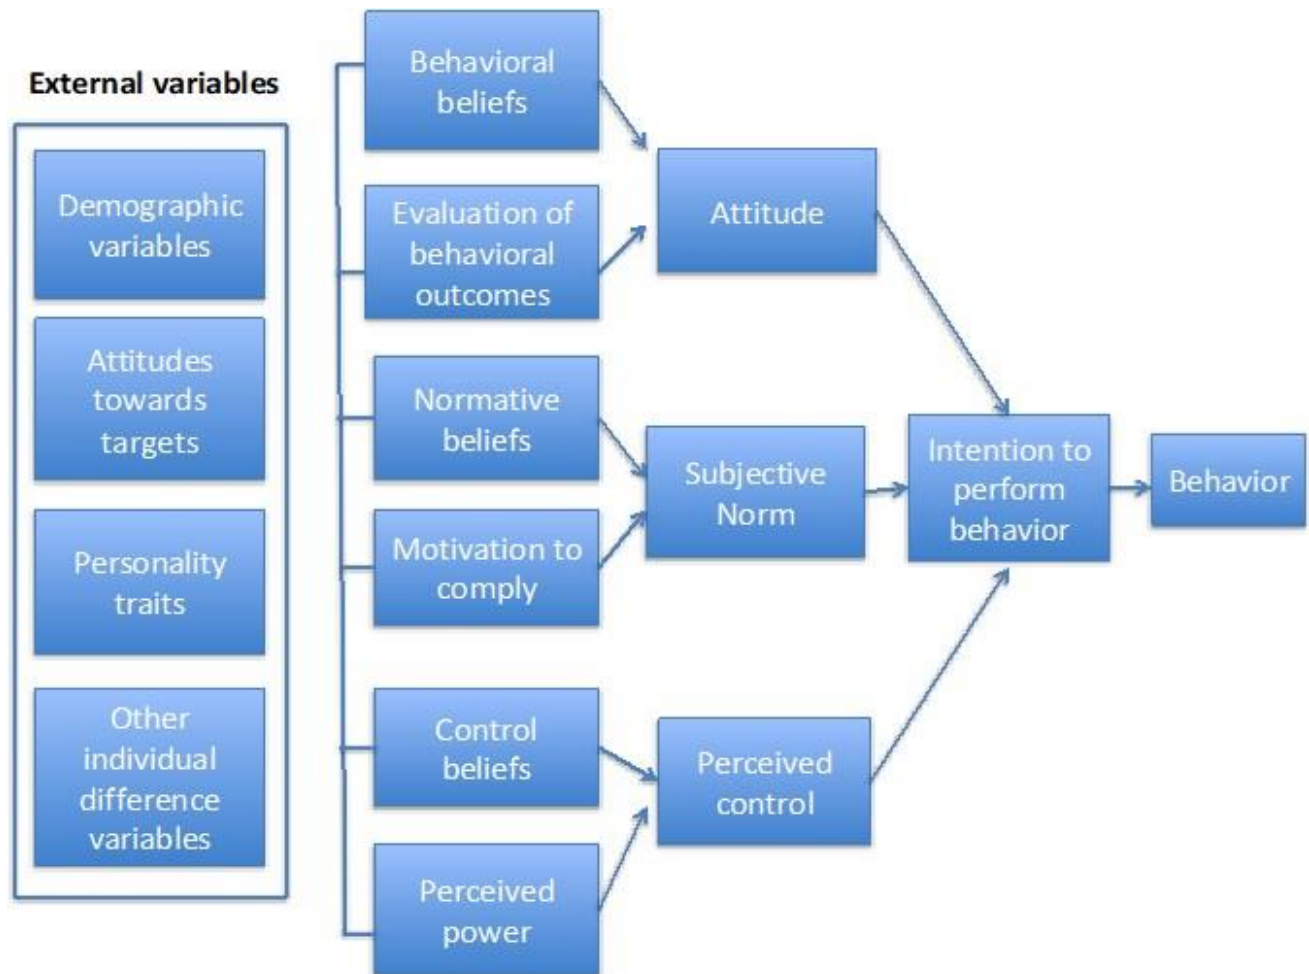 External variables
Demographic
variables
Attitudes
towards
targets
Personality
traits
Other
individual
difference
variables
Behavioral
beliefs
Evaluation of
behavioral
outcomes
Normative
beliefs
Motivation to
comply
Control
beliefs
Perceived
power
Attitude
Subjective
Norm
Perceived
control
Intention to
perform
behavior
Behavior